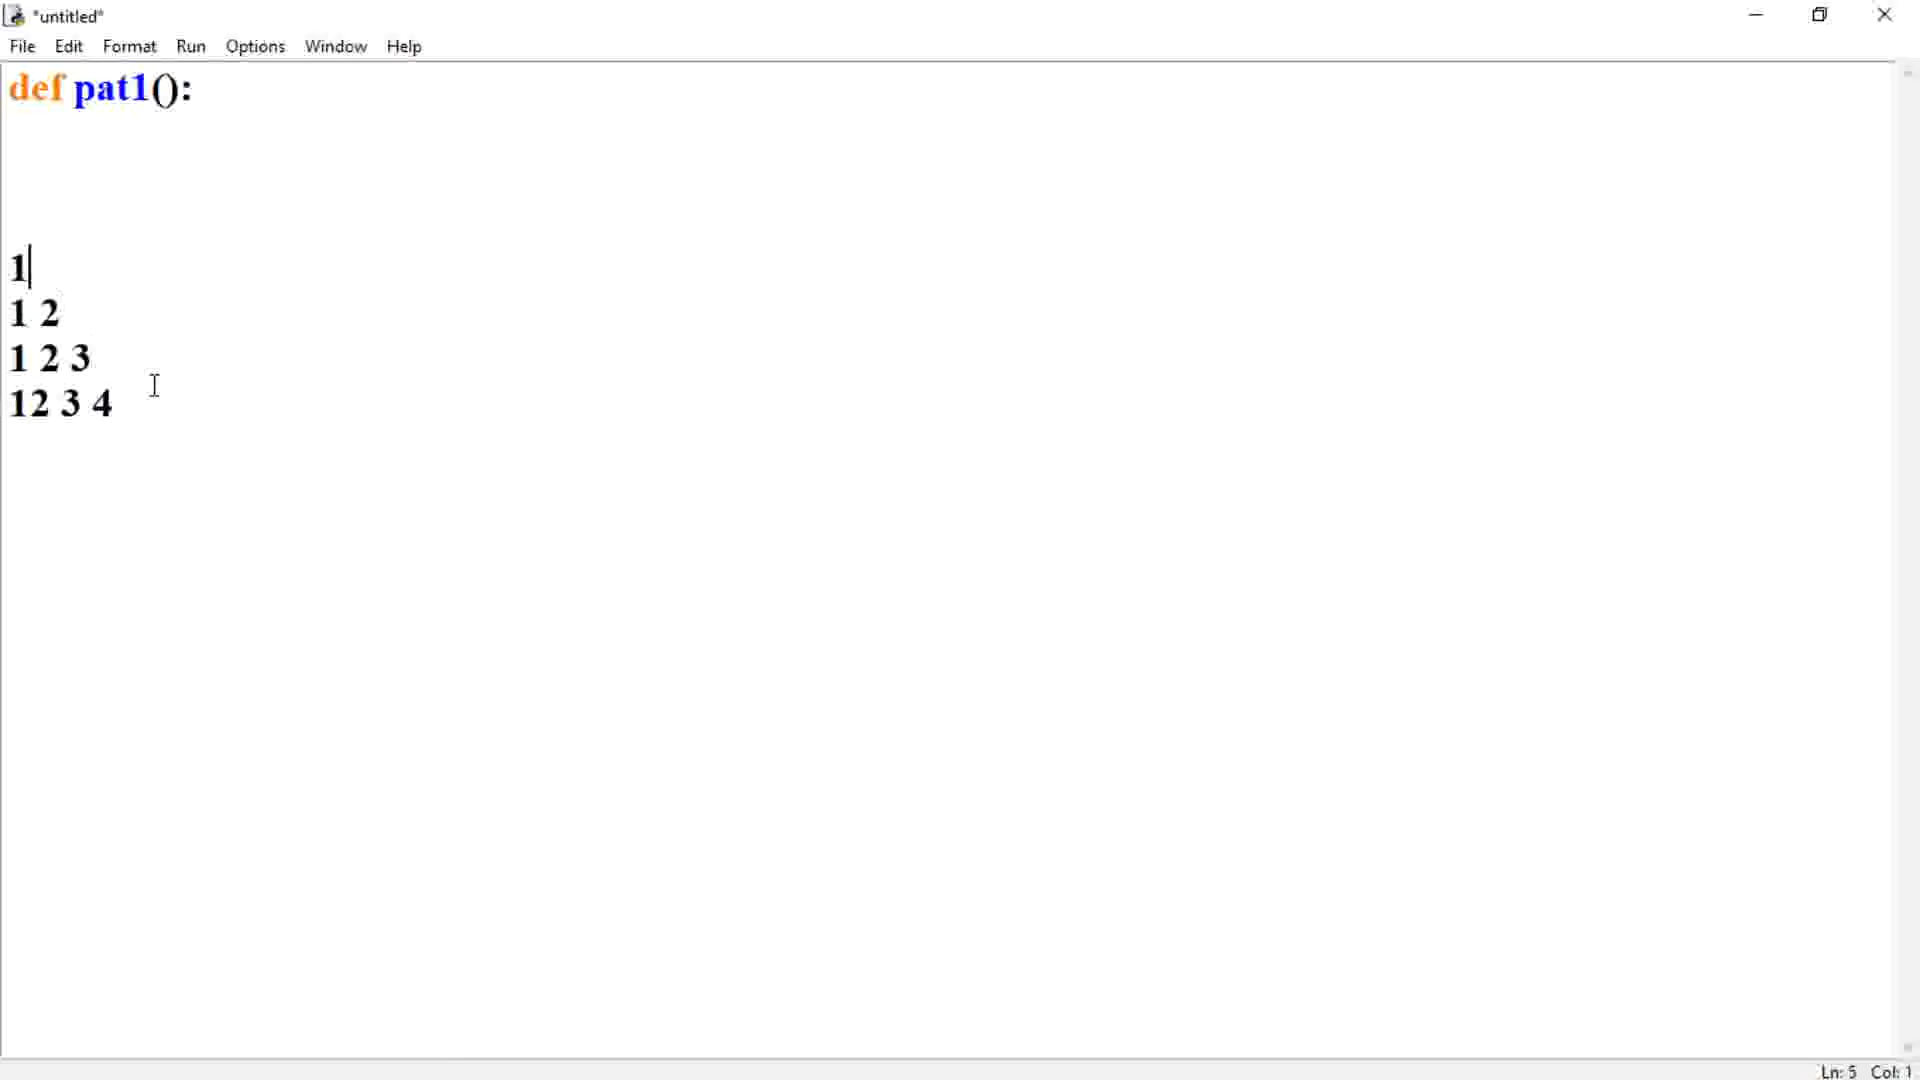 *untitled*
File Edit Format Run Options Window Help
def pat1():
1
1 2
1 2 3
12 3 4
Ln: 5 Col: 1